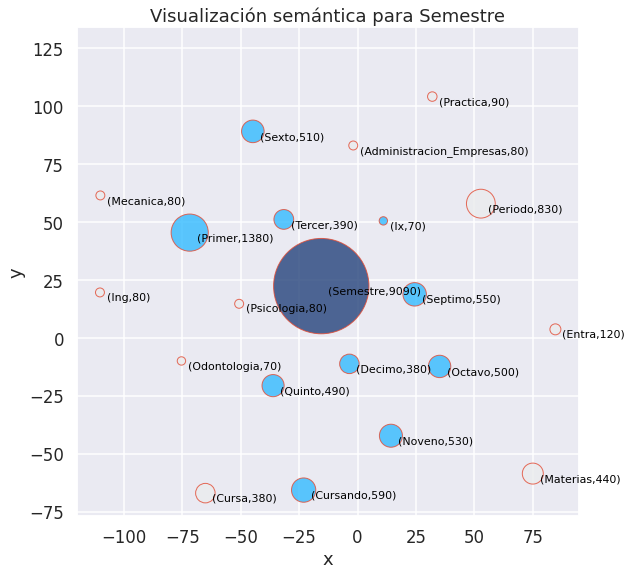 Visualización semántica para Semestre
125
100
75
50
25
0
−25
−50
−75
y
(Practica,90)
(Sexto,510)
(Administracion_Empresas,80)
(Mecanica,80)
(Periodo,830)
(Tercer,390)
(Ix,70)
(Primer,1380)
(Semestre,9090)
(Ing,80)
(Septimo,550)
(Psicologia,80)
(Entra,120)
(Odontologia,70)
(Decimo,380)
(Octavo,500)
(Quinto,490)
(Noveno,530)
(Materias,440)
(Cursa,380)
(Cursando,590)
−100
−75
−50
−25
0
25
50
75
x